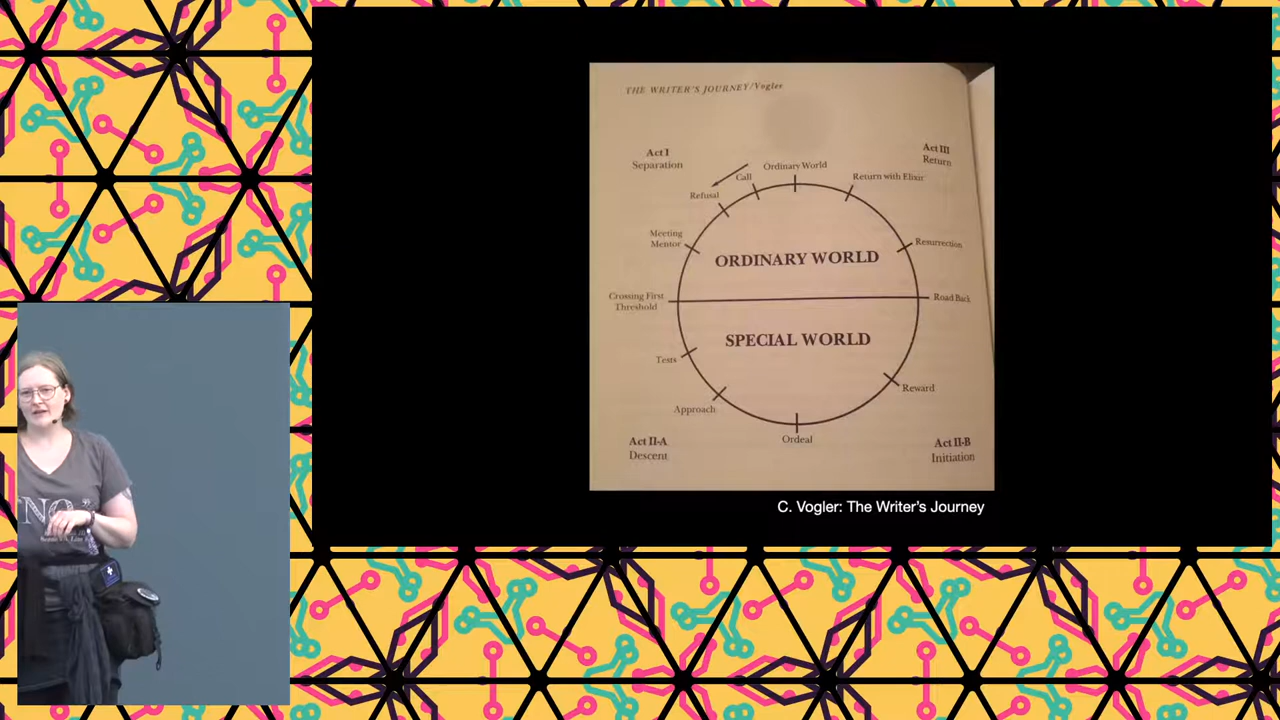 THE WRITER'S JOURNEY/Vogler
Act I
Separation
Act III
Return
Ordinary World
Call
Return with Elixir
Refusal
Meeting
Mentor
Resurrection
ORDINARY WORLD
Crossing First
Threshold
Road Back
SPECIAL WORLD
Tests
Reward
Approach
Ordeal
Act II-A
Descent
Act II-B
Initiation
C. Vogler: The Writer's Journey
NO